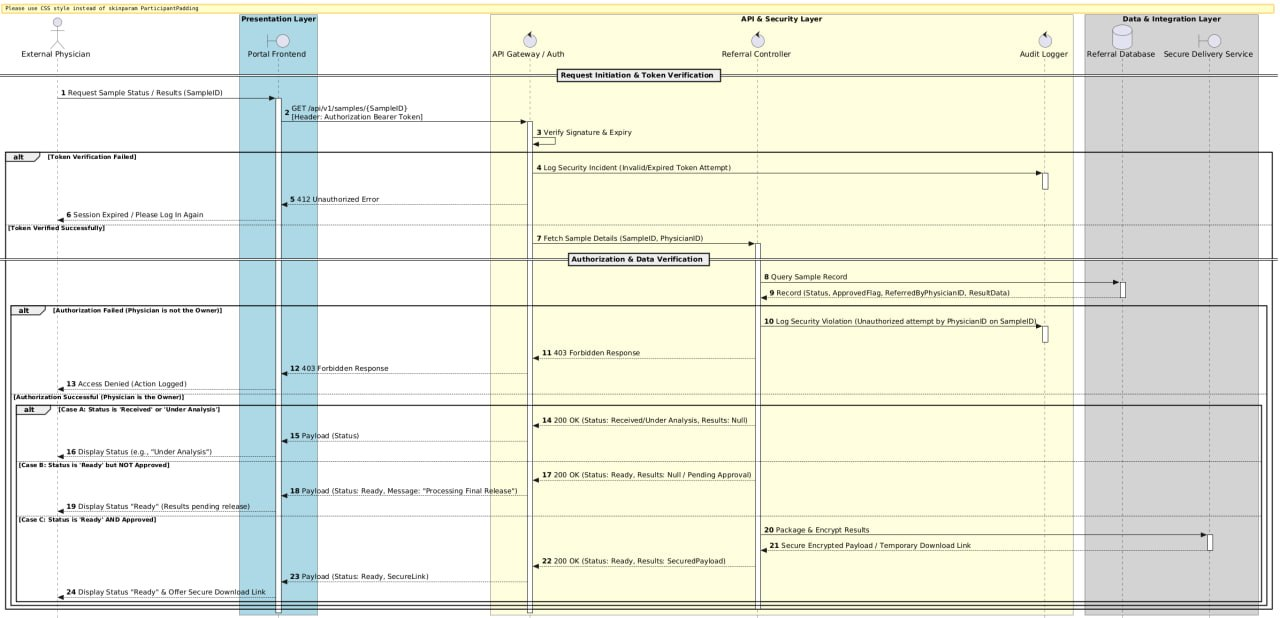 Please use CSS style instead of skinparam ParticipantPadding
Presentation Layer
API & Security Layer
Data & Integration Layer
External Physician
Portal Frontend
API Gateway / Auth
Referral Controller
Audit Logger
Referral Database
Secure Delivery Service
Request Initiation & Token Verification
1 Request Sample Status / Results (SampleID)
2 GET /api/v1/samples/{SampleID}
[Header: Authorization Bearer Token]
3 Verify Signature & Expiry
alt [Token Verification Failed]
4 Log Security Incident (Invalid/Expired Token Attempt)
5 412 Unauthorized Error
6 Session Expired / Please Log In Again
[Token Verified Successfully]
7 Fetch Sample Details (SampleID, PhysicianID)
Authorization & Data Verification
8 Query Sample Record
9 Record (Status, ApprovedFlag, ReferredByPhysicianID, ResultData)
alt [Authorization Failed (Physician is not the Owner)]
10 Log Security Violation (Unauthorized attempt by PhysicianID on SampleID)
11 403 Forbidden Response
12 403 Forbidden Response
13 Access Denied (Action Logged)
[Authorization Successful (Physician is the Owner)]
alt [Case A: Status is 'Received' or 'Under Analysis']
14 200 OK (Status: Received/Under Analysis, Results: Null)
15 Payload (Status)
16 Display Status (e.g., "Under Analysis")
[Case B: Status is 'Ready' but NOT Approved]
17 200 OK (Status: Ready, Results: Null / Pending Approval)
18 Payload (Status: Ready, Message: "Processing Final Release")
19 Display Status "Ready" (Results pending release)
[Case C: Status is 'Ready' AND Approved]
20 Package & Encrypt Results
21 Secure Encrypted Payload / Temporary Download Link
22 200 OK (Status: Ready, Results: SecuredPayload)
23 Payload (Status: Ready, SecureLink)
24 Display Status "Ready" & Offer Secure Download Link